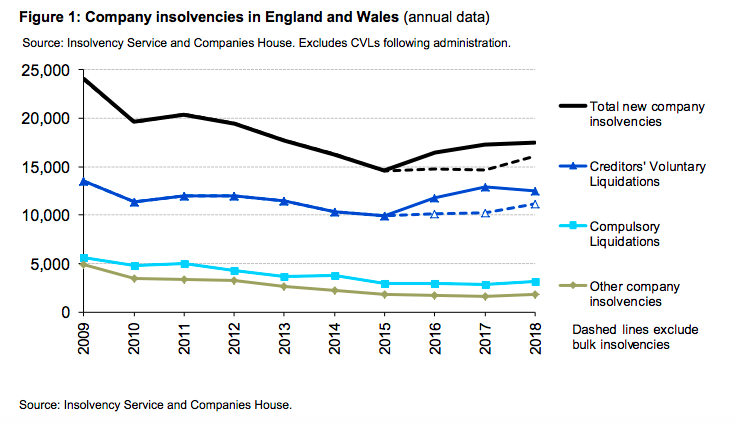 Figure 1: Company insolvencies in England and Wales (annual data)
Source: Insolvency Service and Companies House. Excludes CVLs following administration.
25,000
20,000
15,000
10,000
5,000
0
2009
2010
2011
2012
2013
2014
2015
2016
2017
2018
Total new company
insolvencies
Creditors' Voluntary
Liquidations
Compulsory
Liquidations
Other company
insolvencies
Dashed lines exclude
bulk insolvencies
Source: Insolvency Service and Companies House.